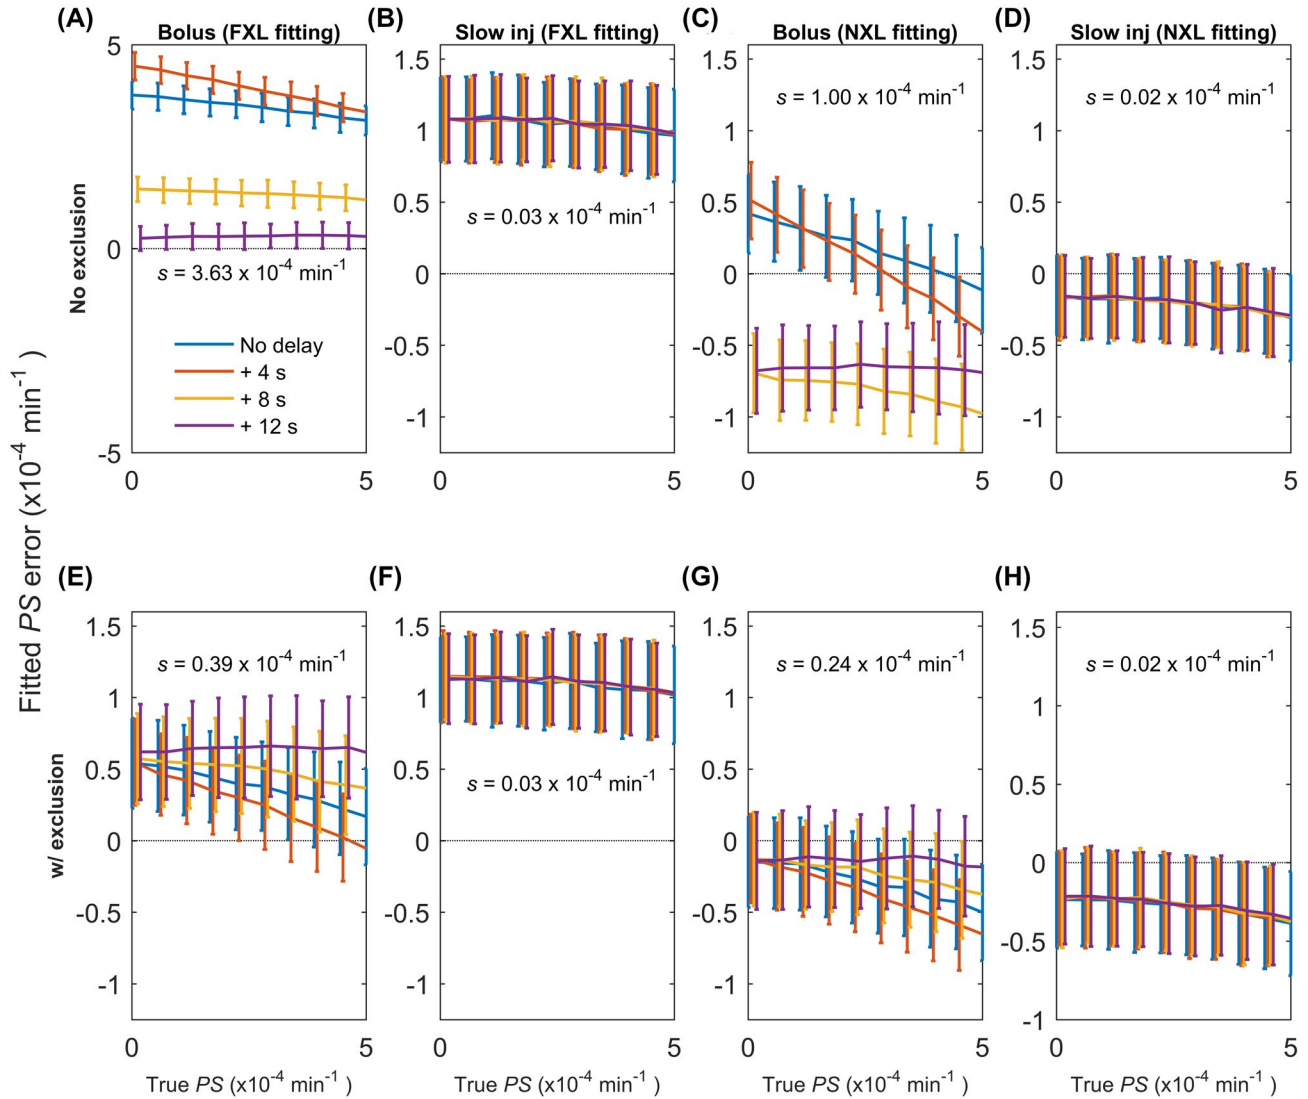 (A)
Bolus (FXL fitting)
(B)
Slow inj (FXL fitting)
(C)
Bolus (NXL fitting)
(D)
Slow inj (NXL fitting)
Fitted PS error (x10⁻⁴ min⁻¹ )
No exclusion
5
0
-5
s = 3.63 x 10⁻⁴ min⁻¹
No delay
+ 4 s
+ 8 s
+ 12 s
0
5
1.5
1
0.5
0
-0.5
-1
s = 0.03 x 10⁻⁴ min⁻¹
0
5
1.5
1
0.5
0
-0.5
-1
s = 1.00 x 10⁻⁴ min⁻¹
0
5
1.5
1
0.5
0
-0.5
-1
s = 0.02 x 10⁻⁴ min⁻¹
0
5
w/ exclusion
(E)
1.5
1
0.5
0
-0.5
-1
s = 0.39 x 10⁻⁴ min⁻¹
0
5
True PS (x10⁻⁴ min⁻¹ )
(F)
1.5
1
0.5
0
-0.5
-1
s = 0.03 x 10⁻⁴ min⁻¹
0
5
True PS (x10⁻⁴ min⁻¹ )
(G)
1.5
1
0.5
0
-0.5
-1
s = 0.24 x 10⁻⁴ min⁻¹
0
5
True PS (x10⁻⁴ min⁻¹ )
(H)
1.5
1
0.5
0
-0.5
-1
s = 0.02 x 10⁻⁴ min⁻¹
0
5
True PS (x10⁻⁴ min⁻¹ )